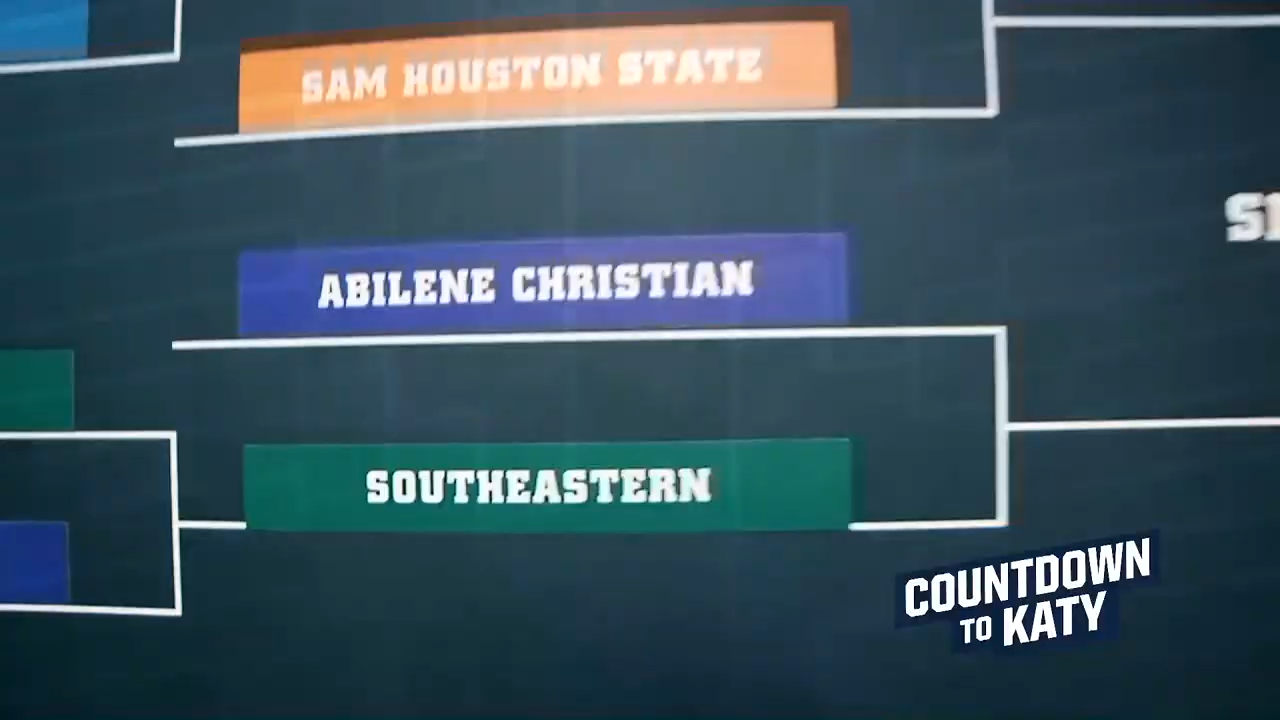 SAM HOUSTON STATE
ABILENE CHRISTIAN
SOUTHEASTERN
COUNTDOWN
TO KATY